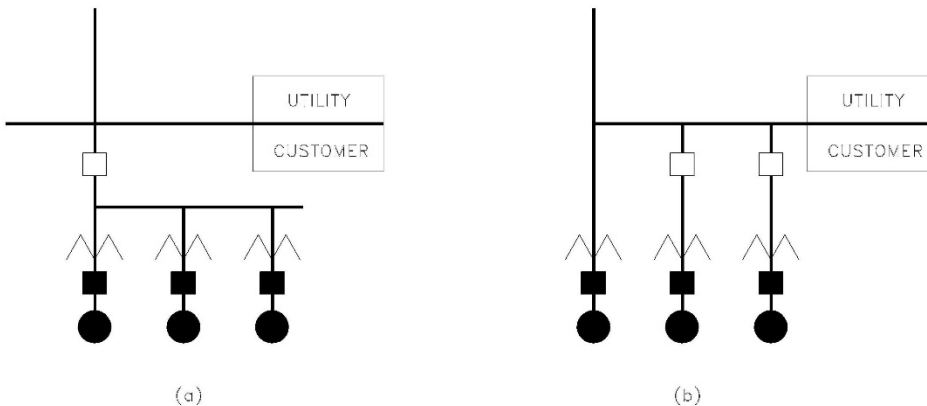 UTILITY
CUSTOMER
UTILITY
CUSTOMER
(a)
(b)